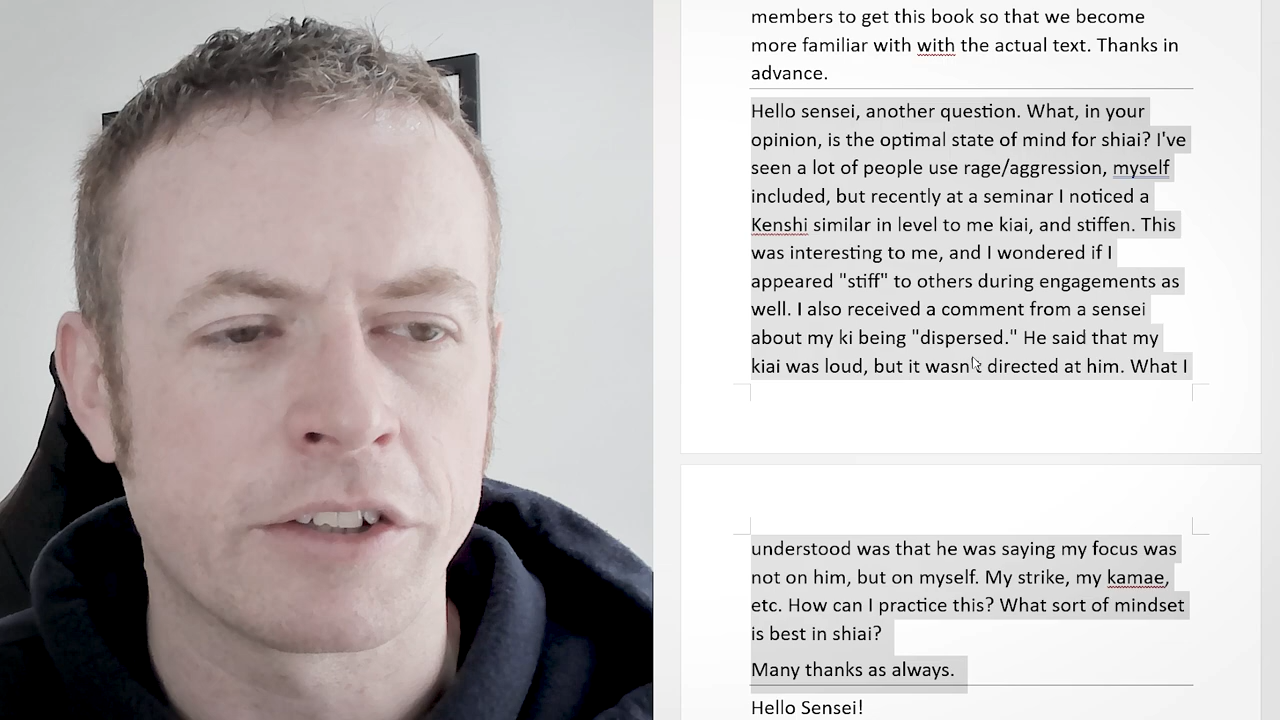 members to get this book so that we become
more familiar with with the actual text. Thanks in
advance.
Hello sensei, another question. What, in your
opinion, is the optimal state of mind for shiai? I've
seen a lot of people use rage/aggression, myself
included, but recently at a seminar I noticed a
Kenshi similar in level to me kiai, and stiffen. This
was interesting to me, and I wondered if I
appeared "stiff" to others during engagements as
well. I also received a comment from a sensei
about my ki being "dispersed." He said that my
kiai was loud, but it wasn't directed at him. What I
understood was that he was saying my focus was
not on him, but on myself. My strike, my kamae,
etc. How can I practice this? What sort of mindset
is best in shiai?
Many thanks as always.
Hello Sensei!